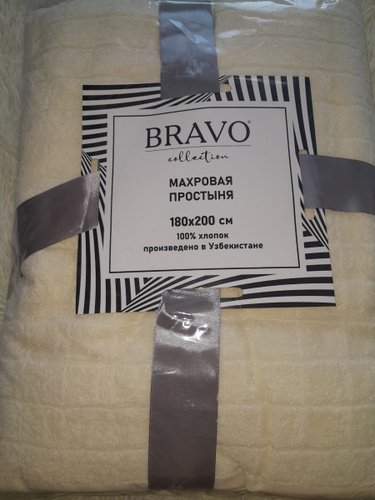 BRAVO®
collection
МАХРОВАЯ
ПРОСТЫНЯ
180х200 см
100% хлопок
произведено в Узбекистане